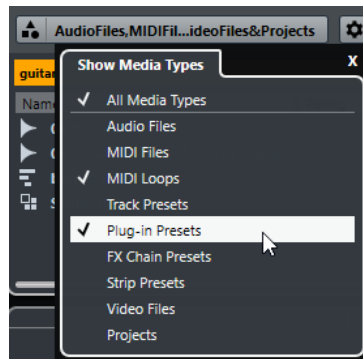 AudioFiles,MIDIFil...ideoFiles&Projects
Show Media Types
X
guitar
All Media Types
Name
Audio Files
MIDI Files
MIDI Loops
Track Presets
Plug-in Presets
FX Chain Presets
Strip Presets
Video Files
Projects